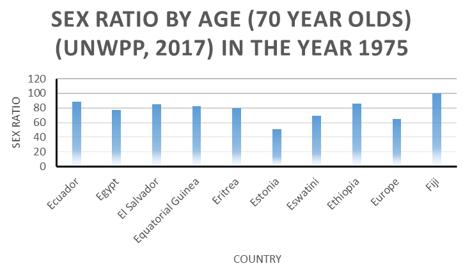 SEX RATIO BY AGE (70 YEAR OLDS)
(UNWPP, 2017) IN THE YEAR 1975
SEX RATIO
120
100
80
60
40
20
0
Ecuador
Egypt
El Salvador
Equatorial Guinea
Eritrea
Estonia
Eswatini
Ethiopia
Europe
Fiji
COUNTRY